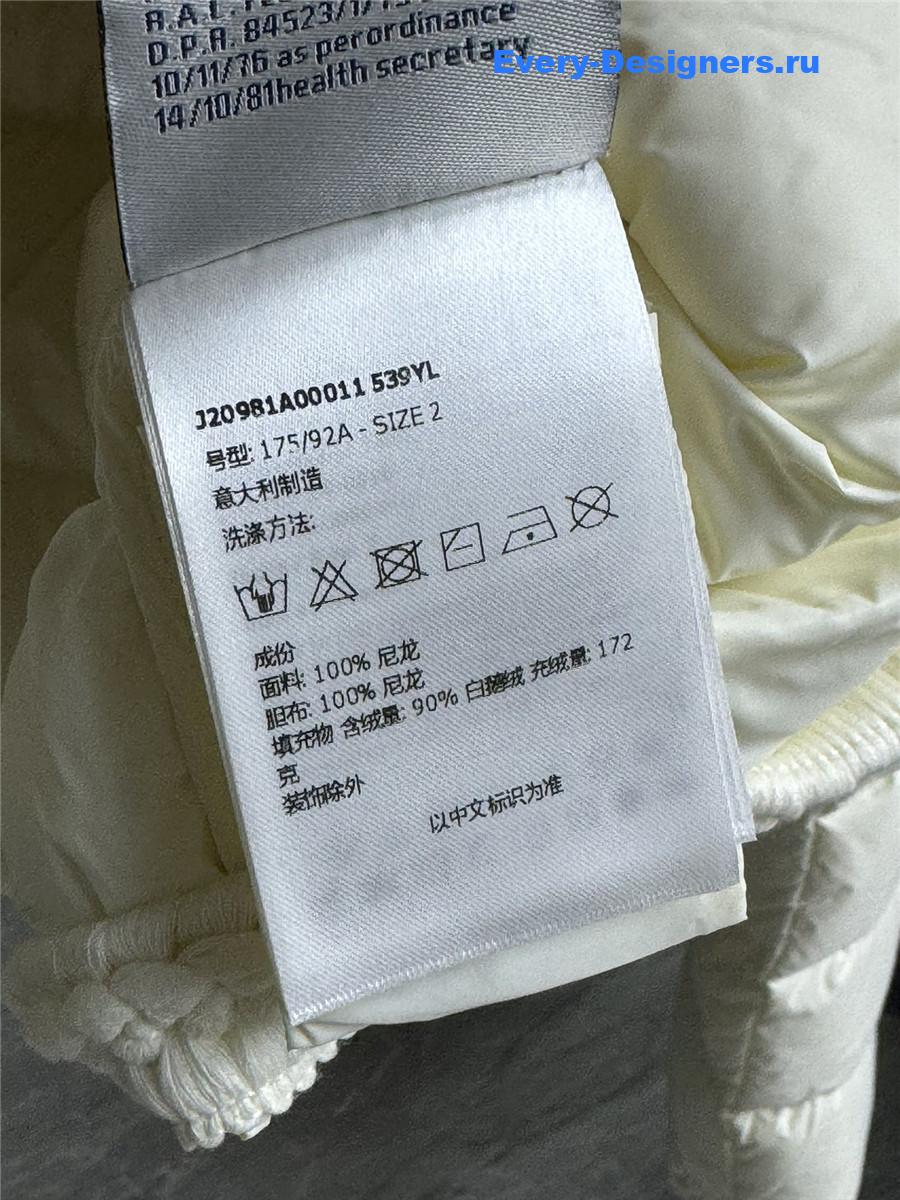 D.P.R. 84523/1/
10/11/76 as perordinance
14/10/81health secretary
Every-Designers.ru
J20981A00011 539YL
号型: 175/92A - SIZE 2
意大利制造
洗涤方法:
成份
面料: 100% 尼龙
胆布: 100% 尼龙
填充物 含绒量: 90% 白鹅绒 充绒量: 172
克
装饰除外
以中文标识为准